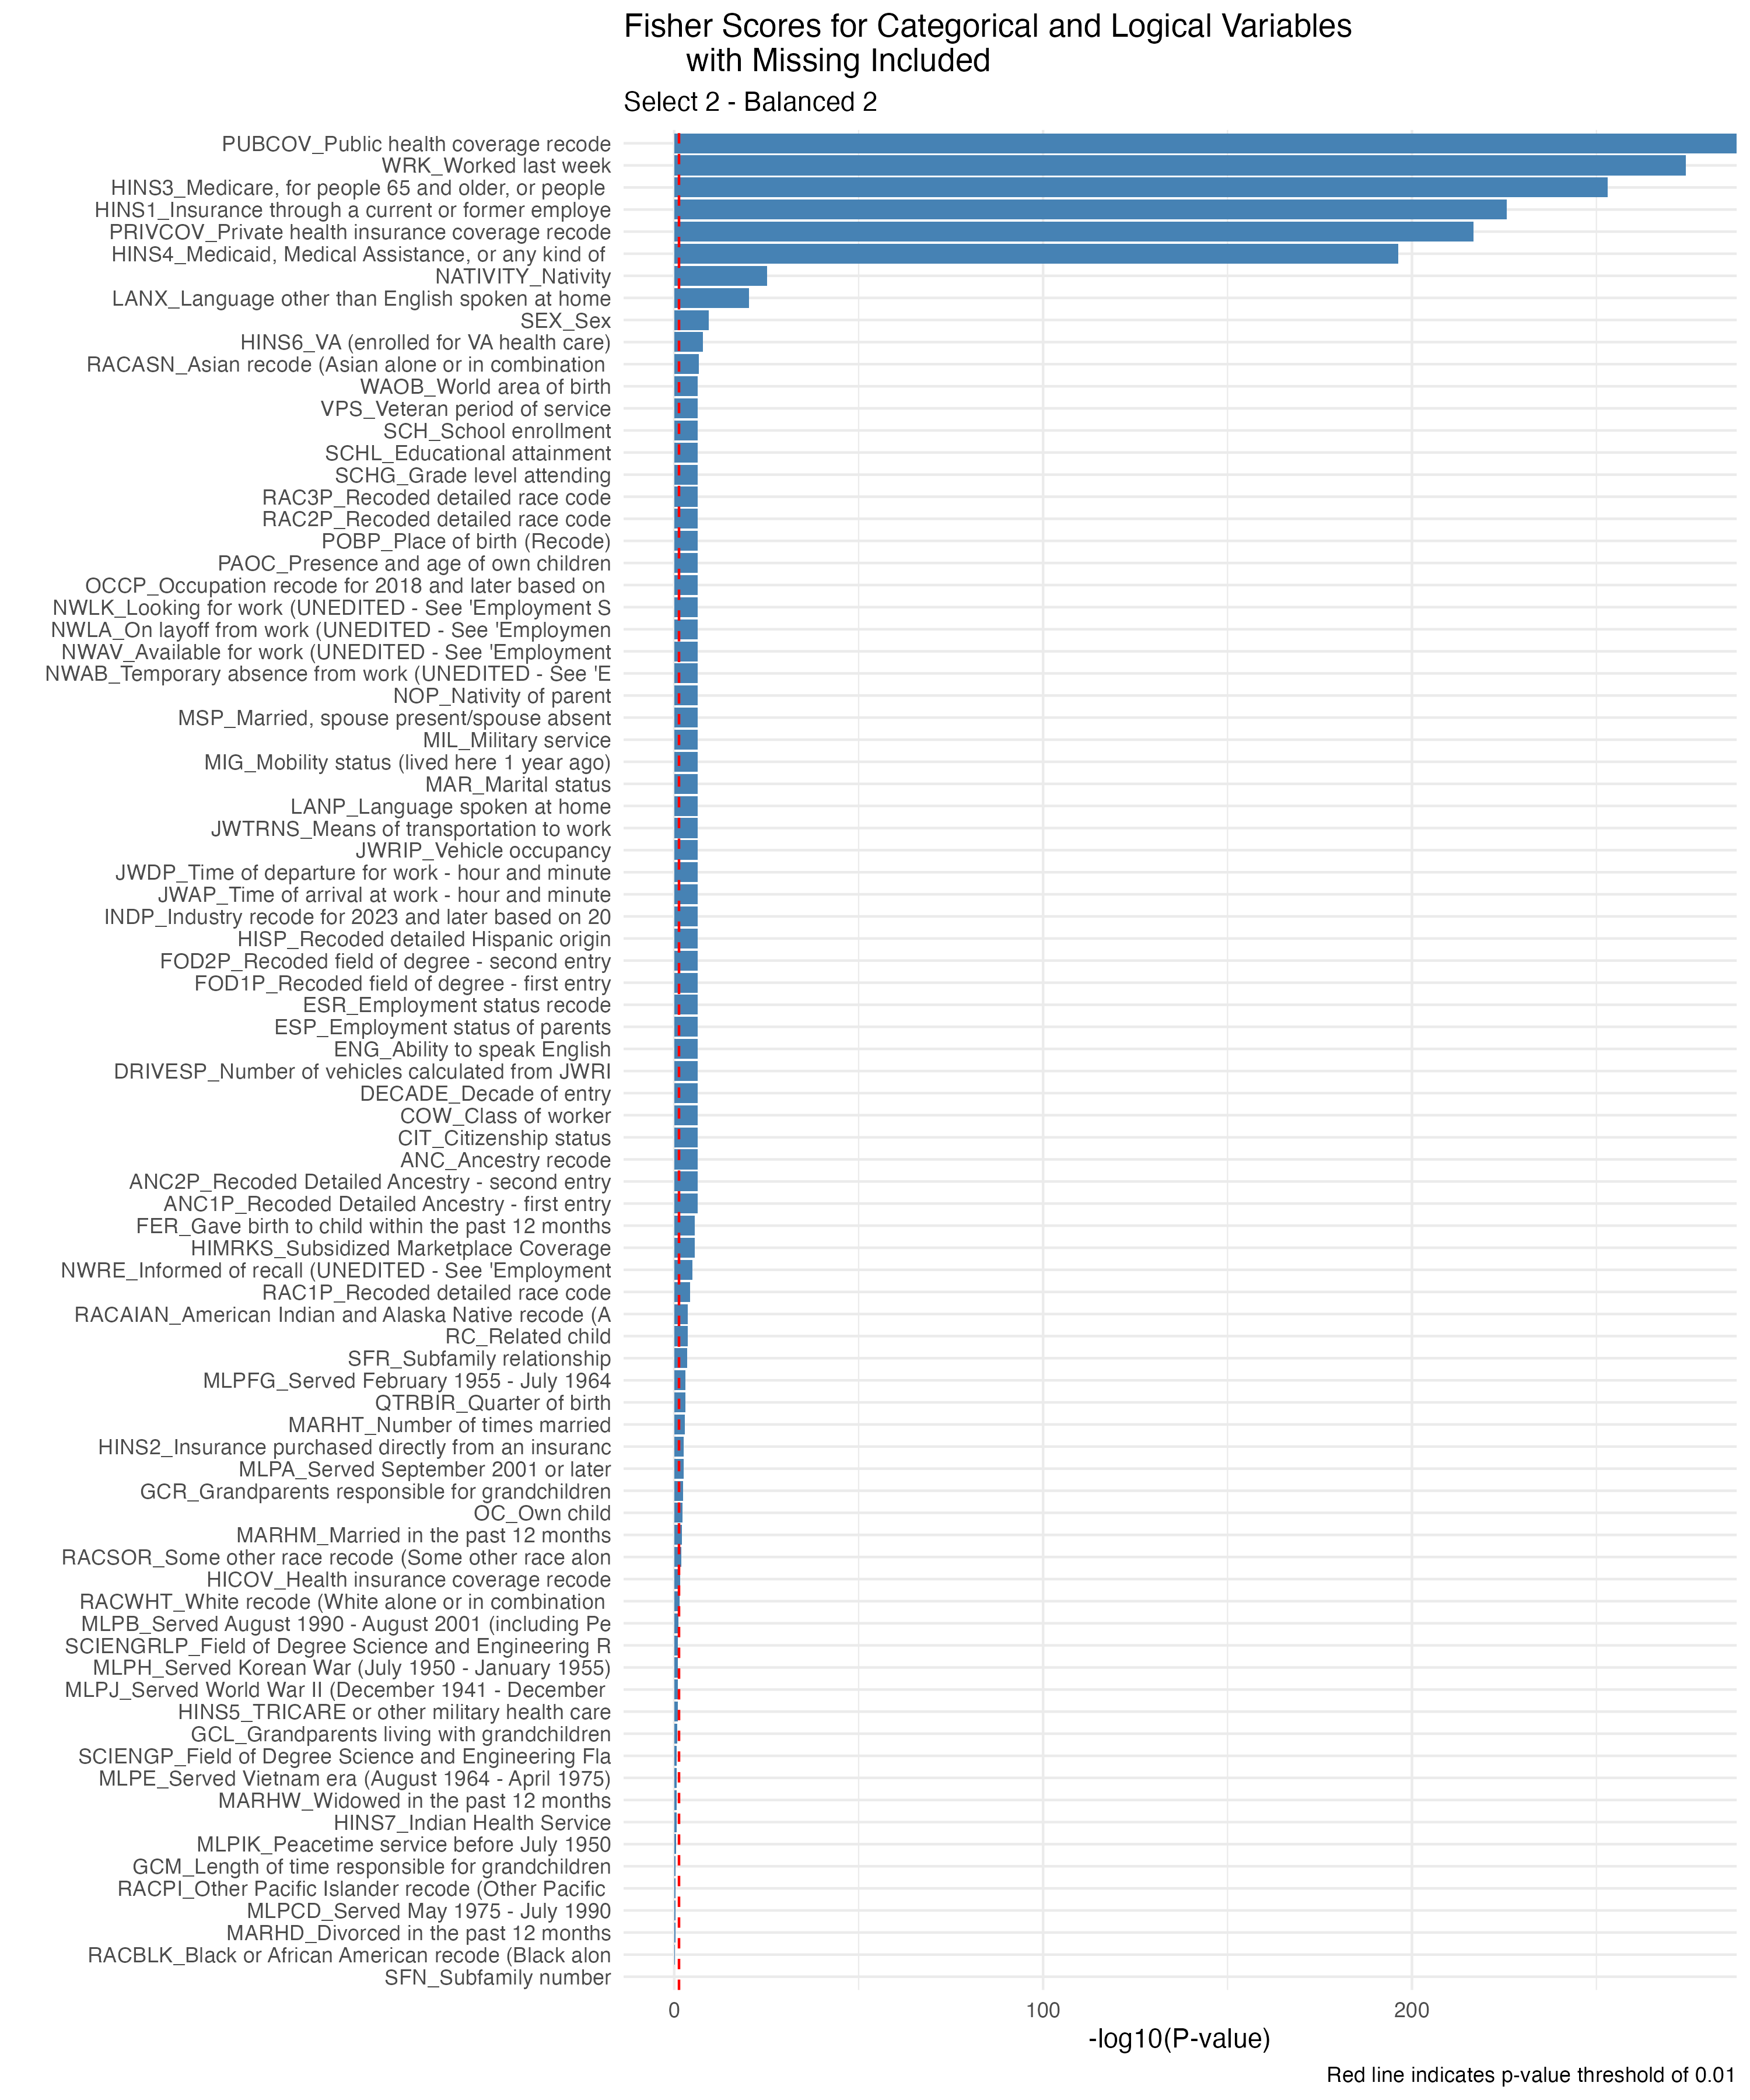 Fisher Scores for Categorical and Logical Variables
with Missing Included
Select 2 - Balanced 2
PUBCOV_Public health coverage recode
WRK_Worked last week
HINS3_Medicare, for people 65 and older, or people
HINS1_Insurance through a current or former employe
PRIVCOV_Private health insurance coverage recode
HINS4_Medicaid, Medical Assistance, or any kind of
NATIVITY_Nativity
LANX_Language other than English spoken at home
SEX_Sex
HINS6_VA (enrolled for VA health care)
RACASN_Asian recode (Asian alone or in combination
WAOB_World area of birth
VPS_Veteran period of service
SCH_School enrollment
SCHL_Educational attainment
SCHG_Grade level attending
RAC3P_Recoded detailed race code
RAC2P_Recoded detailed race code
POBP_Place of birth (Recode)
PAOC_Presence and age of own children
OCCP_Occupation recode for 2018 and later based on
NWLK_Looking for work (UNEDITED - See 'Employment S
NWLA_On layoff from work (UNEDITED - See 'Employmen
NWAV_Available for work (UNEDITED - See 'Employment
NWAB_Temporary absence from work (UNEDITED - See 'E
NOP_Nativity of parent
MSP_Married, spouse present/spouse absent
MIL_Military service
MIG_Mobility status (lived here 1 year ago)
MAR_Marital status
LANP_Language spoken at home
JWTRNS_Means of transportation to work
JWRIP_Vehicle occupancy
JWDP_Time of departure for work - hour and minute
JWAP_Time of arrival at work - hour and minute
INDP_Industry recode for 2023 and later based on 20
HISP_Recoded detailed Hispanic origin
FOD2P_Recoded field of degree - second entry
FOD1P_Recoded field of degree - first entry
ESR_Employment status recode
ESP_Employment status of parents
ENG_Ability to speak English
DRIVESP_Number of vehicles calculated from JWRI
DECADE_Decade of entry
COW_Class of worker
CIT_Citizenship status
ANC_Ancestry recode
ANC2P_Recoded Detailed Ancestry - second entry
ANC1P_Recoded Detailed Ancestry - first entry
FER_Gave birth to child within the past 12 months
HIMRKS_Subsidized Marketplace Coverage
NWRE_Informed of recall (UNEDITED - See 'Employment
RAC1P_Recoded detailed race code
RACAIAN_American Indian and Alaska Native recode (A
RC_Related child
SFR_Subfamily relationship
MLPFG_Served February 1955 - July 1964
QTRBIR_Quarter of birth
MARHT_Number of times married
HINS2_Insurance purchased directly from an insuranc
MLPA_Served September 2001 or later
GCR_Grandparents responsible for grandchildren
OC_Own child
MARHM_Married in the past 12 months
RACSOR_Some other race recode (Some other race alon
HICOV_Health insurance coverage recode
RACWHT_White recode (White alone or in combination
MLPB_Served August 1990 - August 2001 (including Pe
SCIENGRLP_Field of Degree Science and Engineering R
MLPH_Served Korean War (July 1950 - January 1955)
MLPJ_Served World War II (December 1941 - December
HINS5_TRICARE or other military health care
GCL_Grandparents living with grandchildren
SCIENGP_Field of Degree Science and Engineering Fla
MLPE_Served Vietnam era (August 1964 - April 1975)
MARHW_Widowed in the past 12 months
HINS7_Indian Health Service
MLPIK_Peacetime service before July 1950
GCM_Length of time responsible for grandchildren
RACPI_Other Pacific Islander recode (Other Pacific
MLPCD_Served May 1975 - July 1990
MARHD_Divorced in the past 12 months
RACBLK_Black or African American recode (Black alon
SFN_Subfamily number
0 100 200
-log10(P-value)
Red line indicates p-value threshold of 0.01